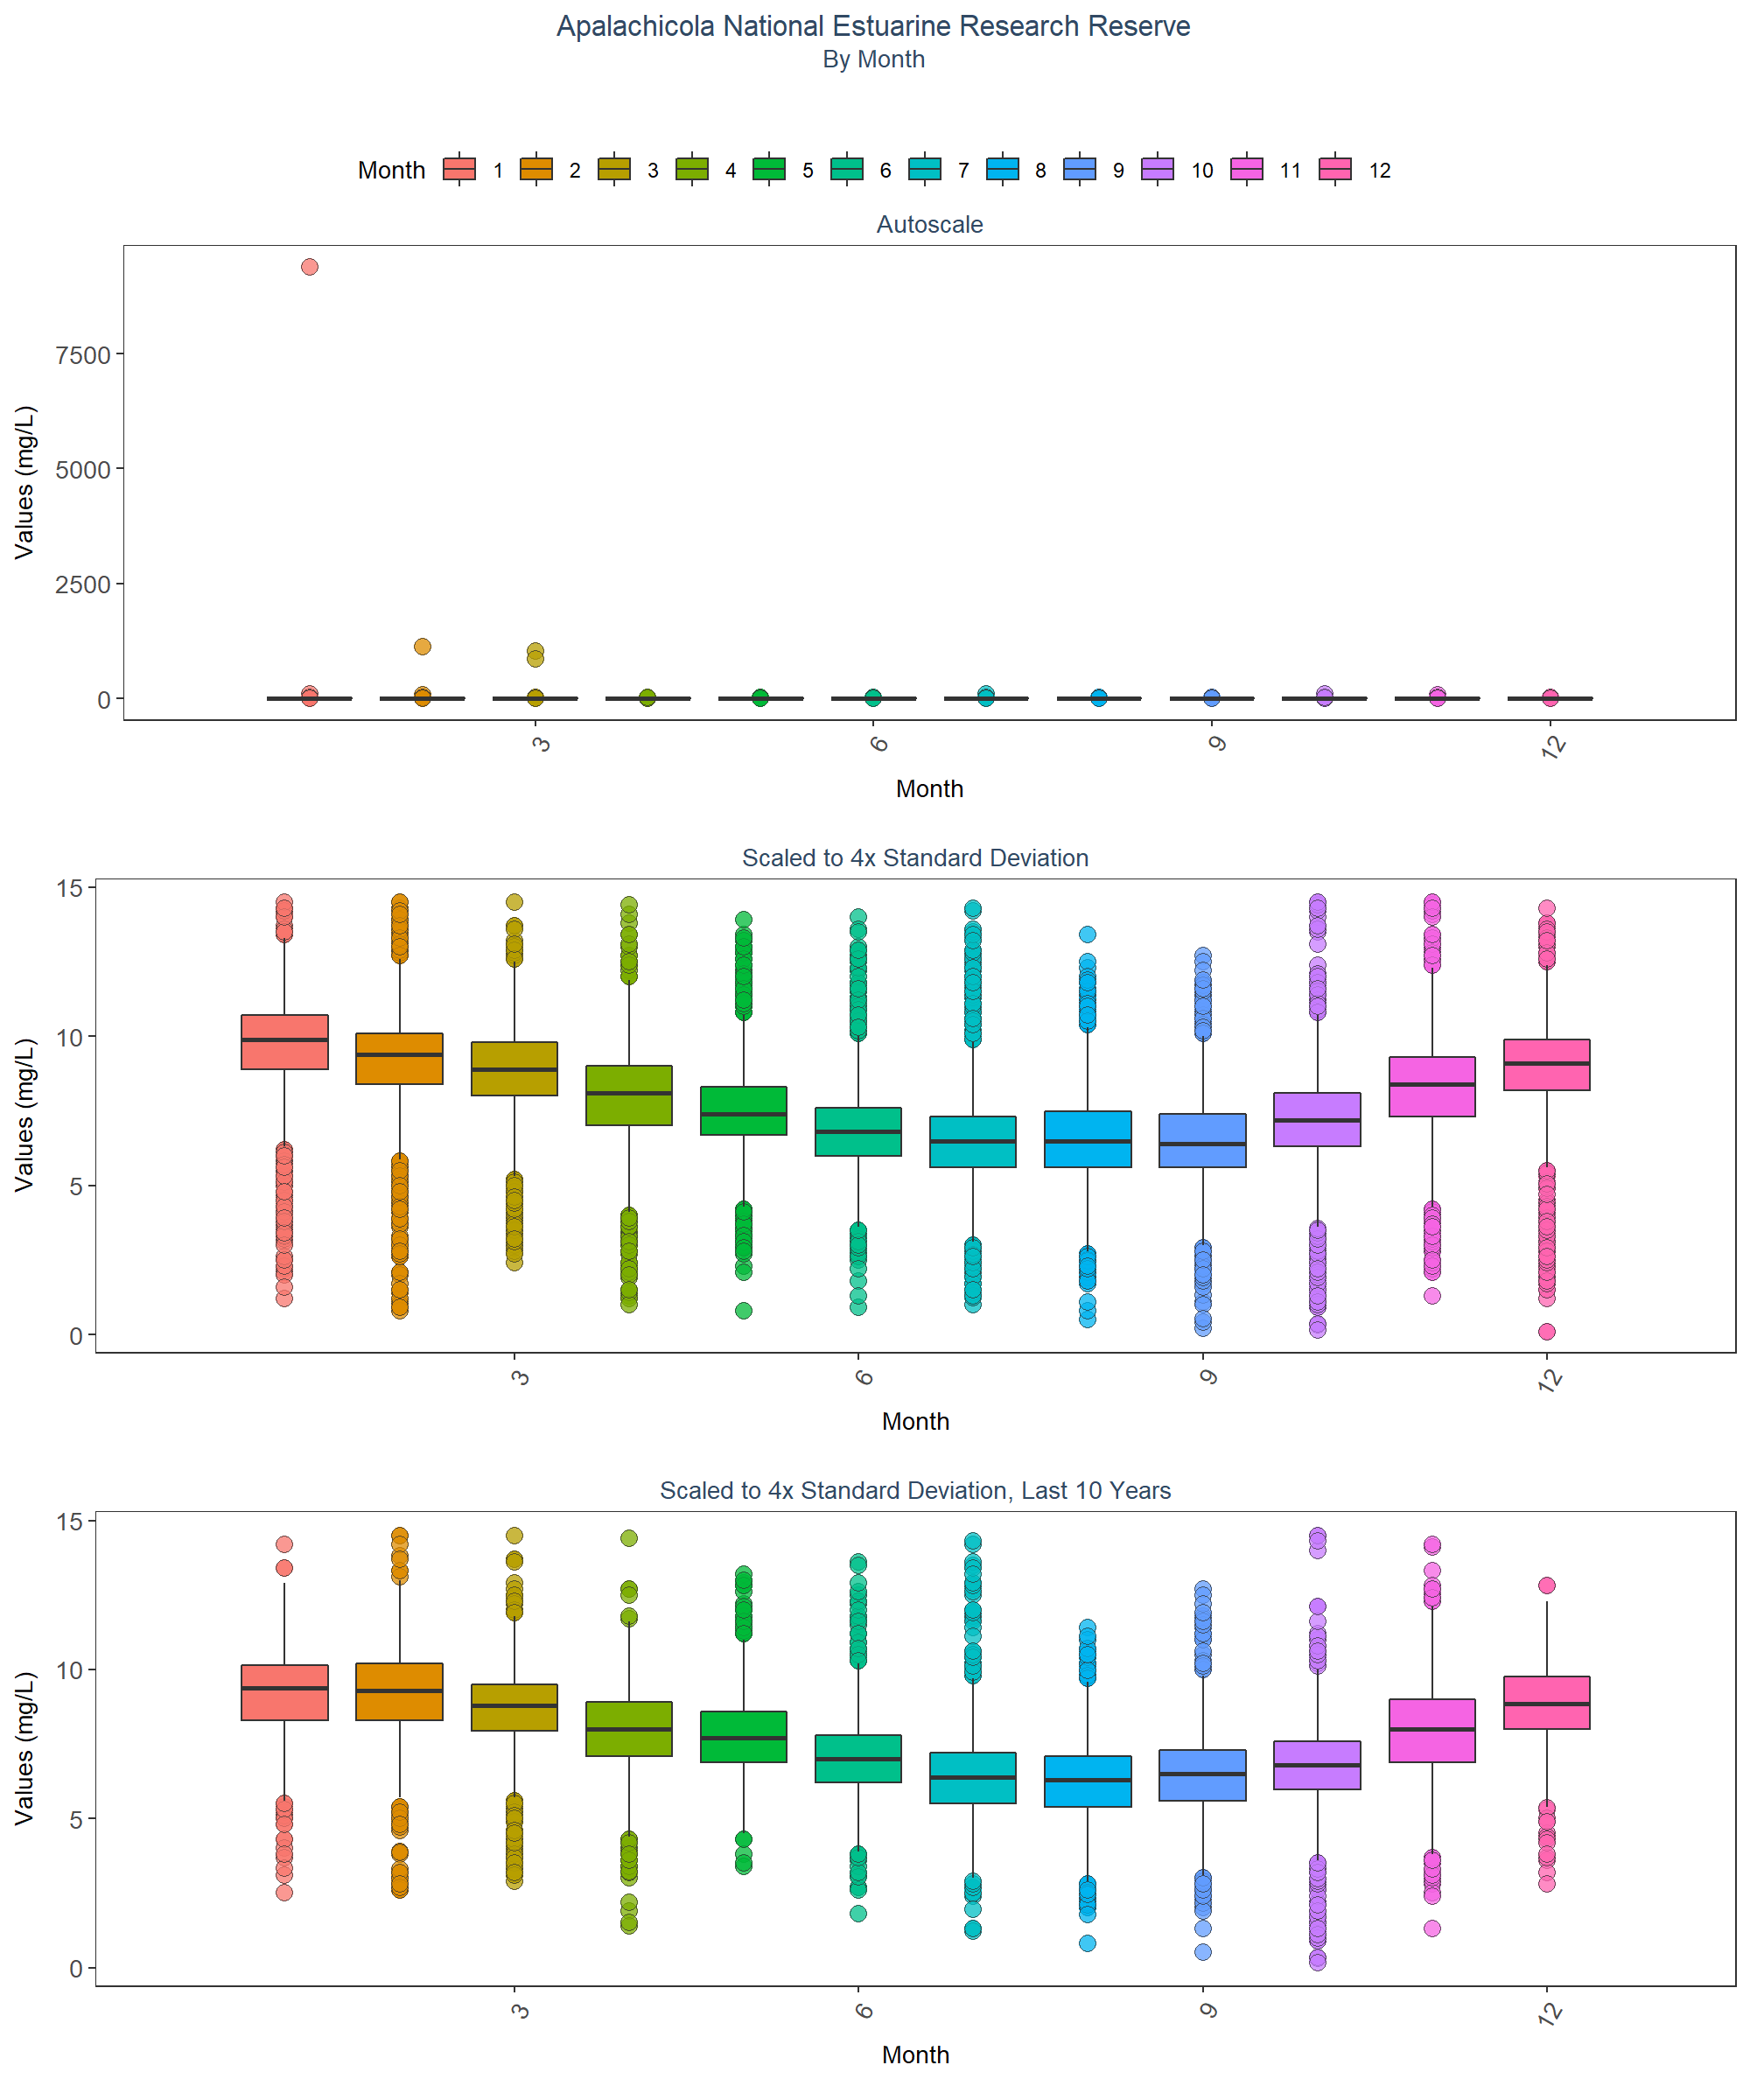 Apalachicola National Estuarine Research Reserve
By Month
Month 1 2 3 4 5 6 7 8 9 10 11 12
Autoscale
Values (mg/L)
7500
5000
2500
0
3 6 9 12
Month
Scaled to 4x Standard Deviation
Values (mg/L)
15
10
5
0
3 6 9 12
Month
Scaled to 4x Standard Deviation, Last 10 Years
Values (mg/L)
15
10
5
0
3 6 9 12
Month